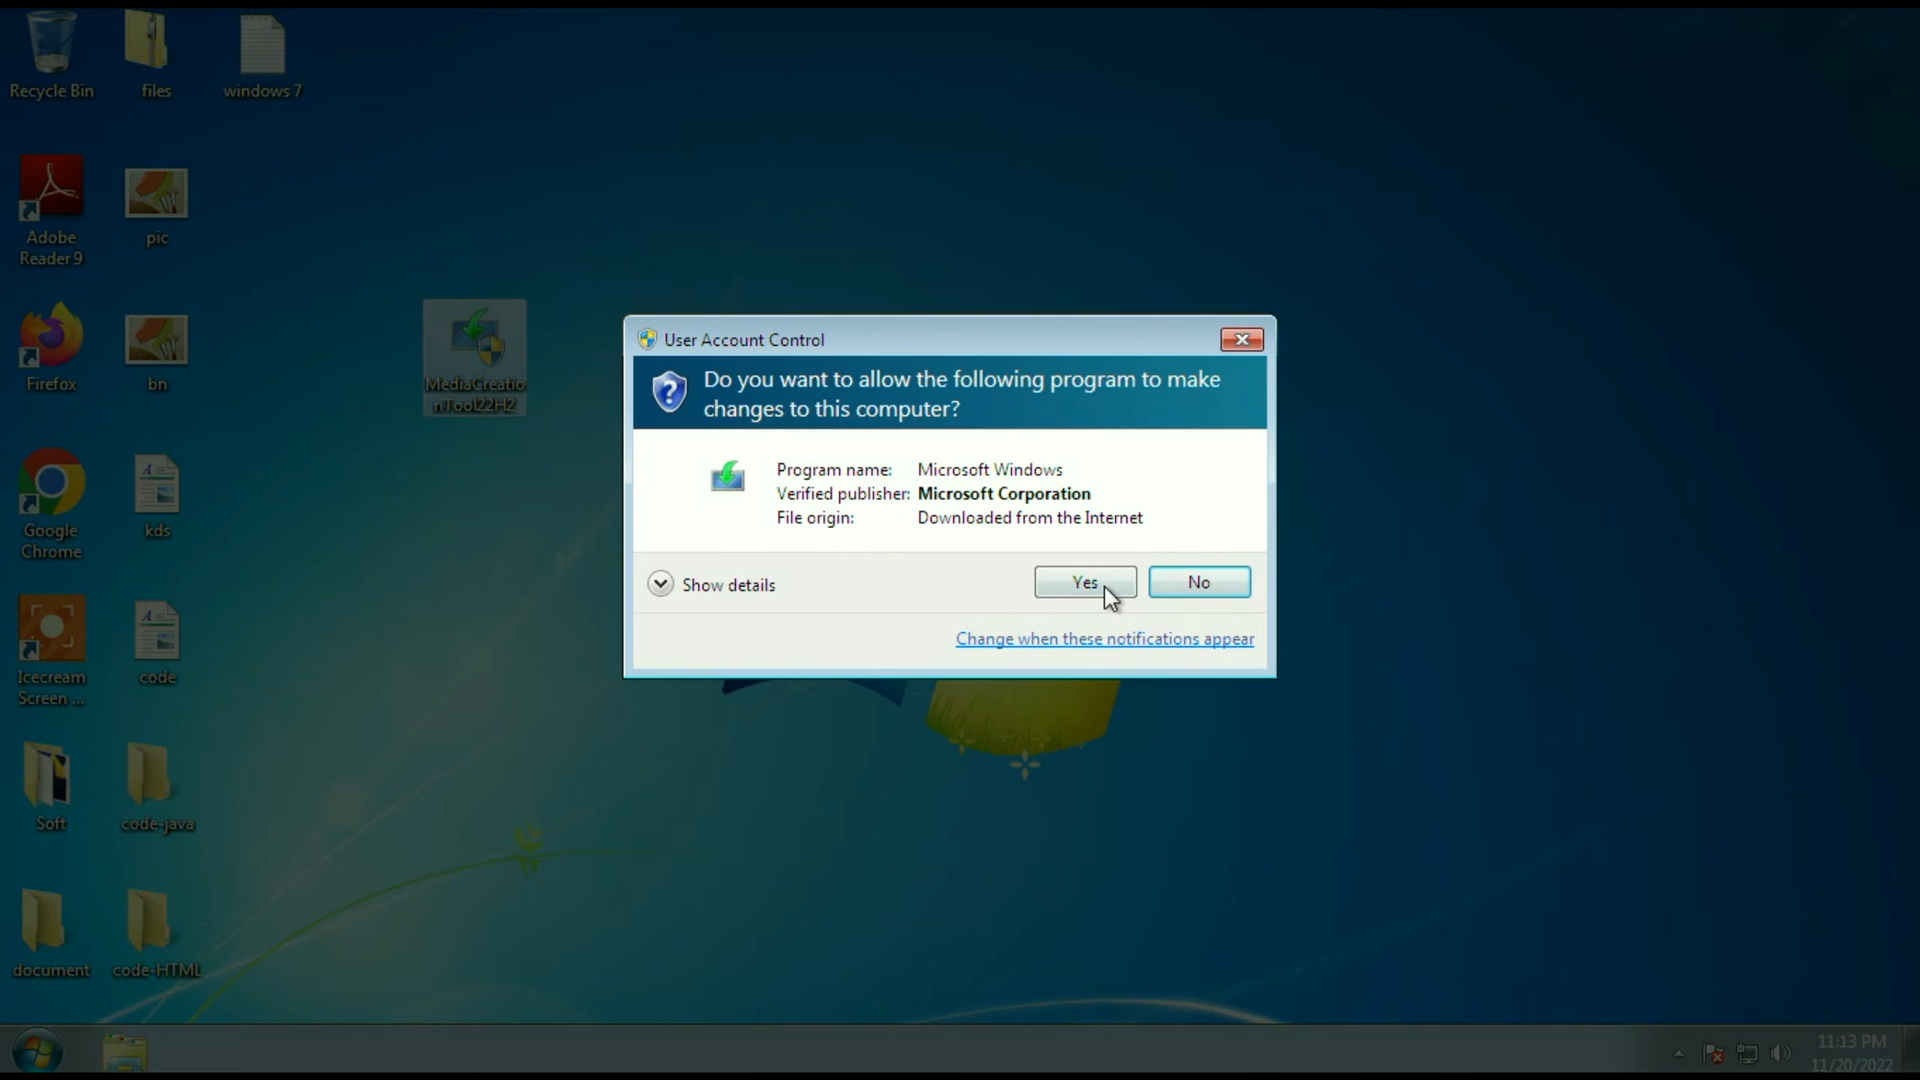 Recycle Bin
files
windows 7
Adobe
Reader 9
pic
Firefox
bn
MediaCreatio
nTool22H2
Google
Chrome
kds
Icecream
Screen ...
code
Soft
code-java
document
code-HTML
User Account Control
Do you want to allow the following program to make
changes to this computer?
Program name: Microsoft Windows
Verified publisher: Microsoft Corporation
File origin: Downloaded from the Internet
Show details
Yes
No
Change when these notifications appear
11:13 PM
11/20/2022